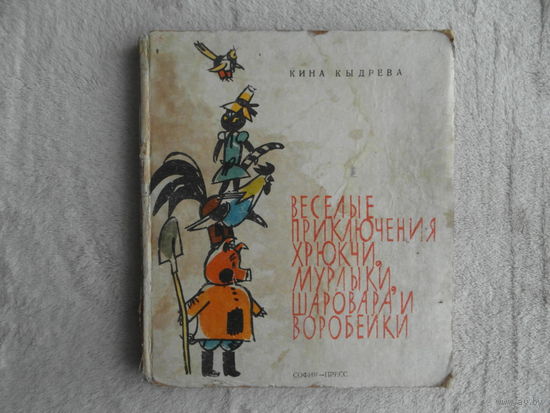 КИНА КЫДРЕВА
ВЕСЕЛЫЕ
ПРИКЛЮЧЕНИЯ
ХРЮКЧИ,
МУРЛЫКИ,
ШАРОВАРА, И
ВОРОБЕЙКИ
СОФИЯ—ПРЕСС